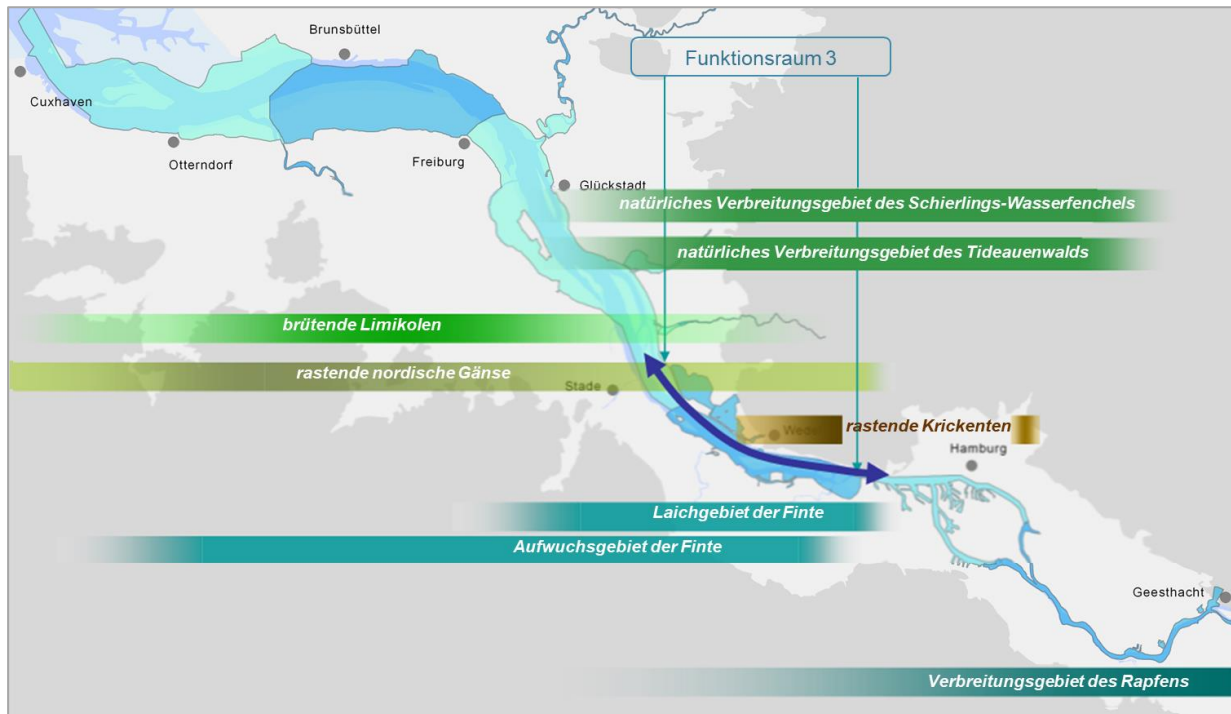 Brunsbüttel
Funktionsraum 3
Cuxhaven
Otterndorf
Freiburg
Glückstadt
natürliches Verbreitungsgebiet des Schierlings-Wasserfenchels
natürliches Verbreitungsgebiet des Tideauenwalds
brütende Limikolen
rastende nordische Gänse
Stade
Wedel
rastende Krickenten
Hamburg
Laichgebiet der Finte
Aufwuchsgebiet der Finte
Geesthacht
Verbreitungsgebiet des Rapfens